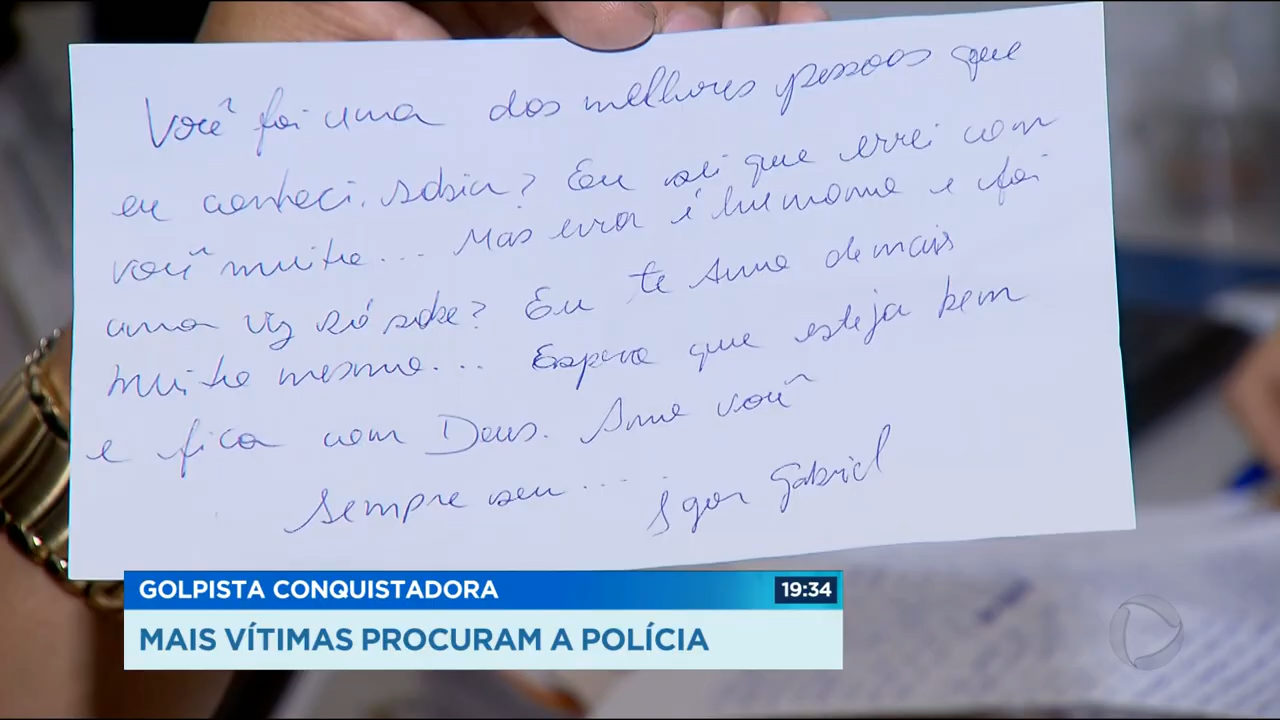 Você foi uma dos melhores pessoas que
eu conheci, sabia? Eu sei que errei com
você muito... Mas errar é humano e foi
uma vez só sabe? Eu te Amo demais
Muito mesmo... Espero que esteja bem
e fica com Deus. Amo você
Sempre seu... Igor Gabriel
GOLPISTA CONQUISTADORA 19:34
MAIS VÍTIMAS PROCURAM A POLÍCIA